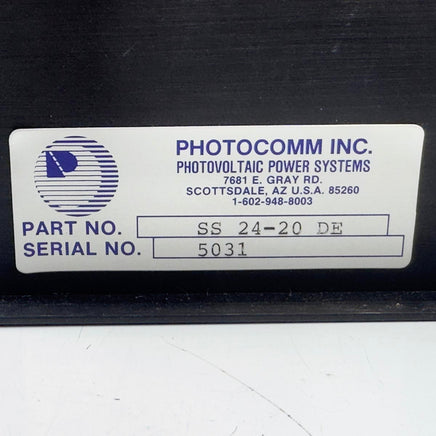 PHOTOCOMM INC.
PHOTOVOLTAIC POWER SYSTEMS
7681 E. GRAY RD.
SCOTTSDALE, AZ U.S.A. 85260
1-602-948-8003
PART NO. SS 24-20 DE
SERIAL NO. 5031